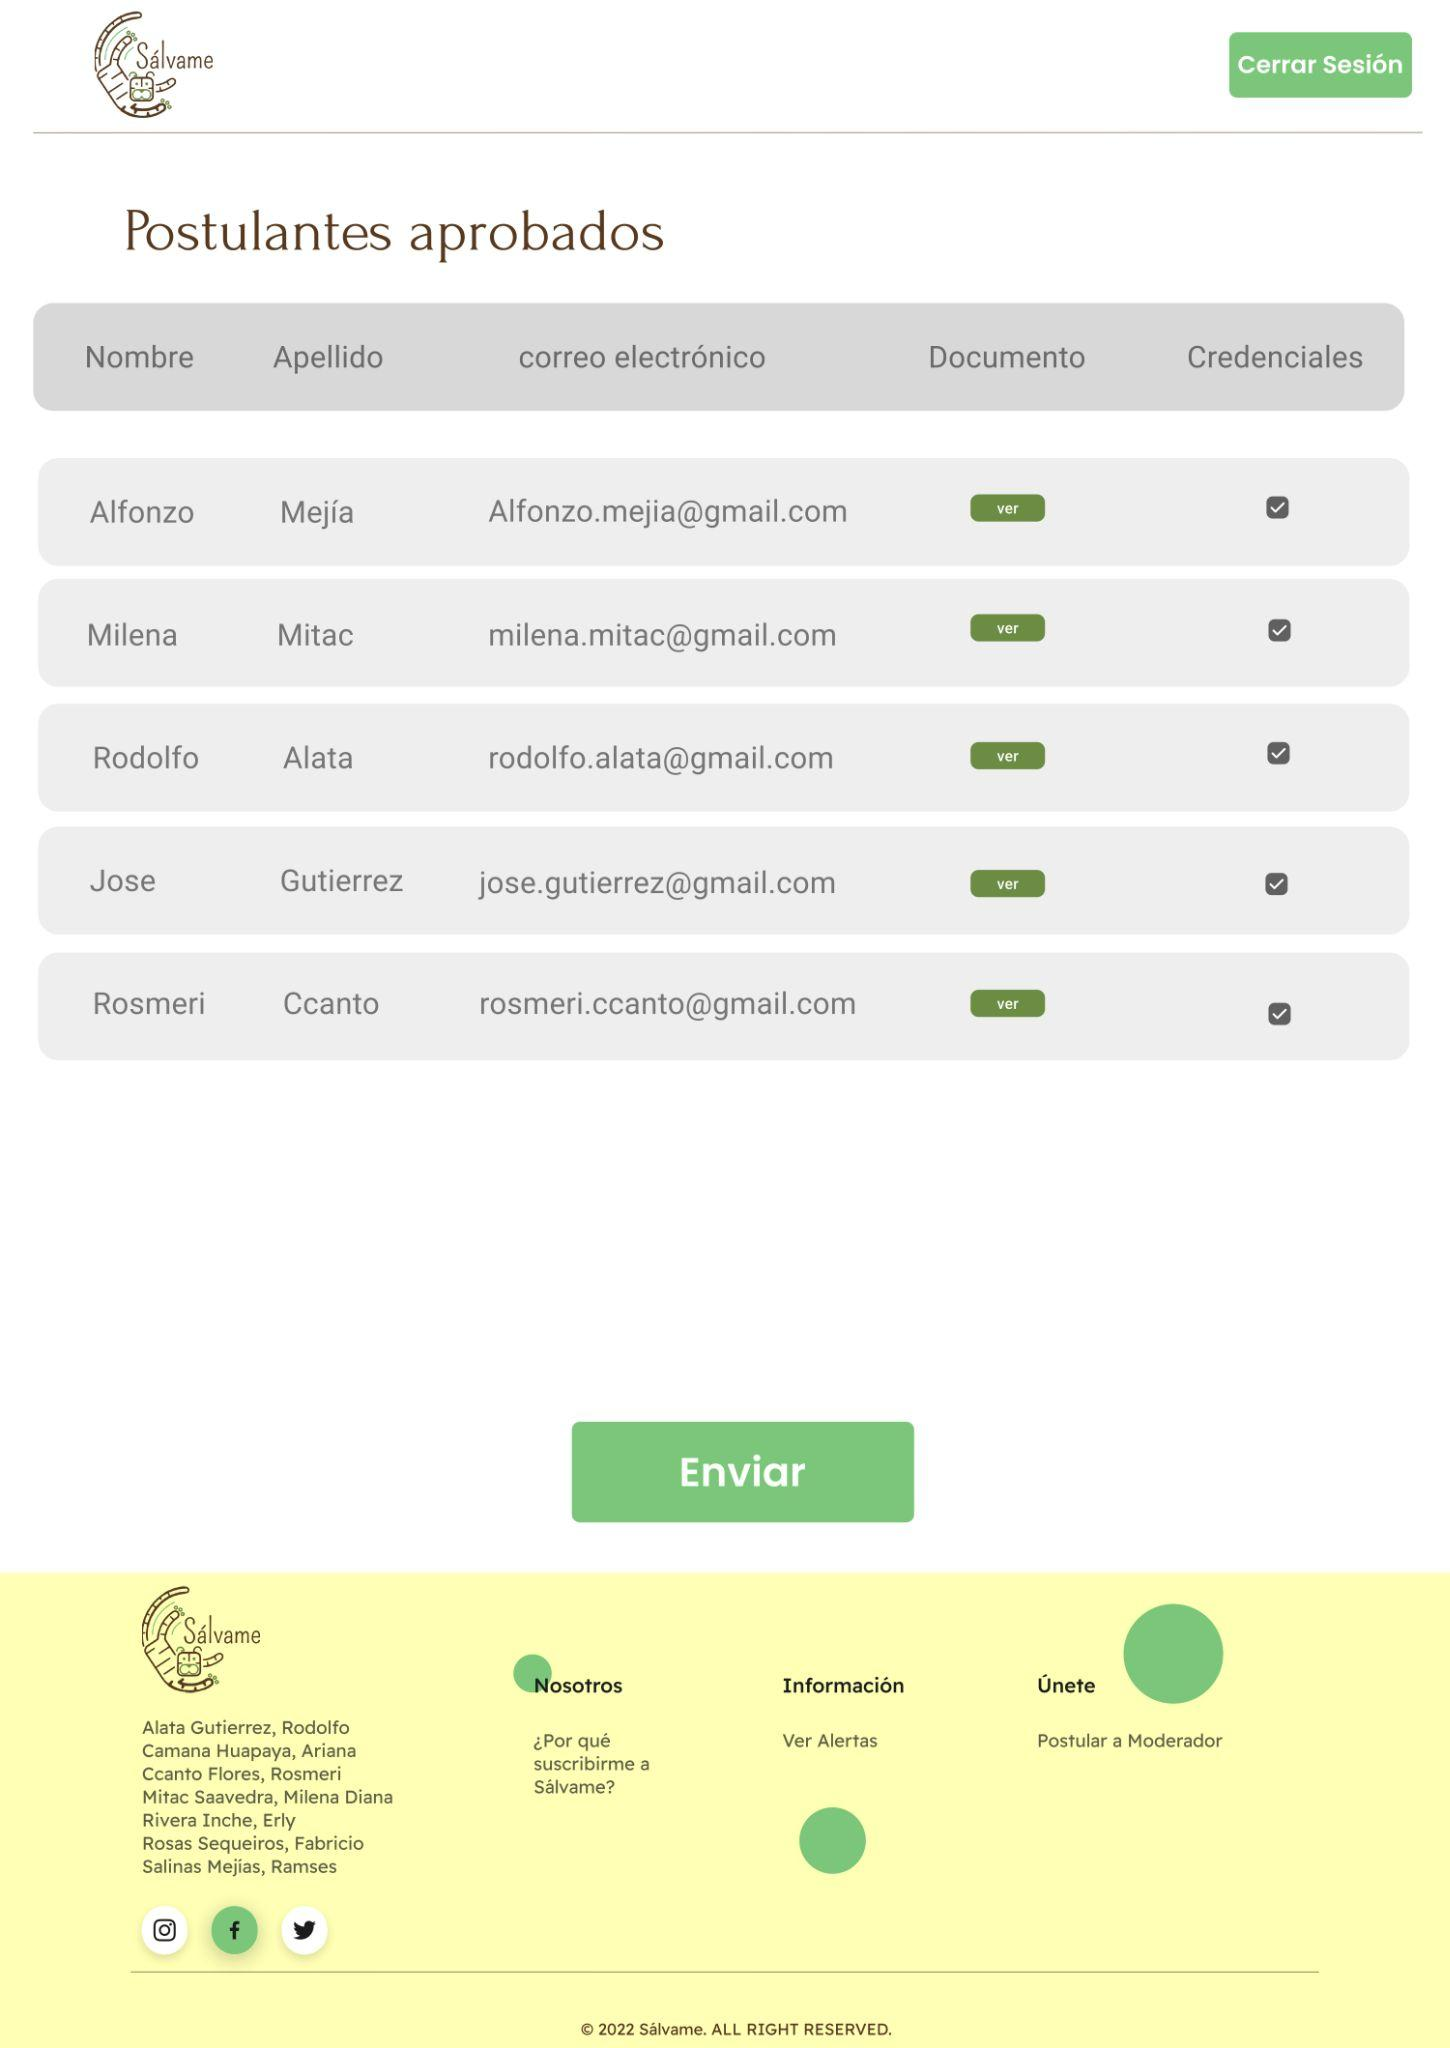 Sálvame
Cerrar Sesión
Postulantes aprobados
Nombre Apellido correo electrónico Documento Credenciales
Alfonzo Mejía Alfonzo.mejia@gmail.com ver
Milena Mitac milena.mitac@gmail.com ver
Rodolfo Alata rodolfo.alata@gmail.com ver
Jose Gutierrez jose.gutierrez@gmail.com ver
Rosmeri Ccanto rosmeri.ccanto@gmail.com ver
Enviar
Sálvame
Alata Gutierrez, Rodolfo
Camana Huapaya, Ariana
Ccanto Flores, Rosmeri
Mitac Saavedra, Milena Diana
Rivera Inche, Erly
Rosas Sequeiros, Fabricio
Salinas Mejías, Ramses
Nosotros
¿Por qué
suscribirme a
Sálvame?
Información
Ver Alertas
Únete
Postular a Moderador
© 2022 Sálvame. ALL RIGHT RESERVED.